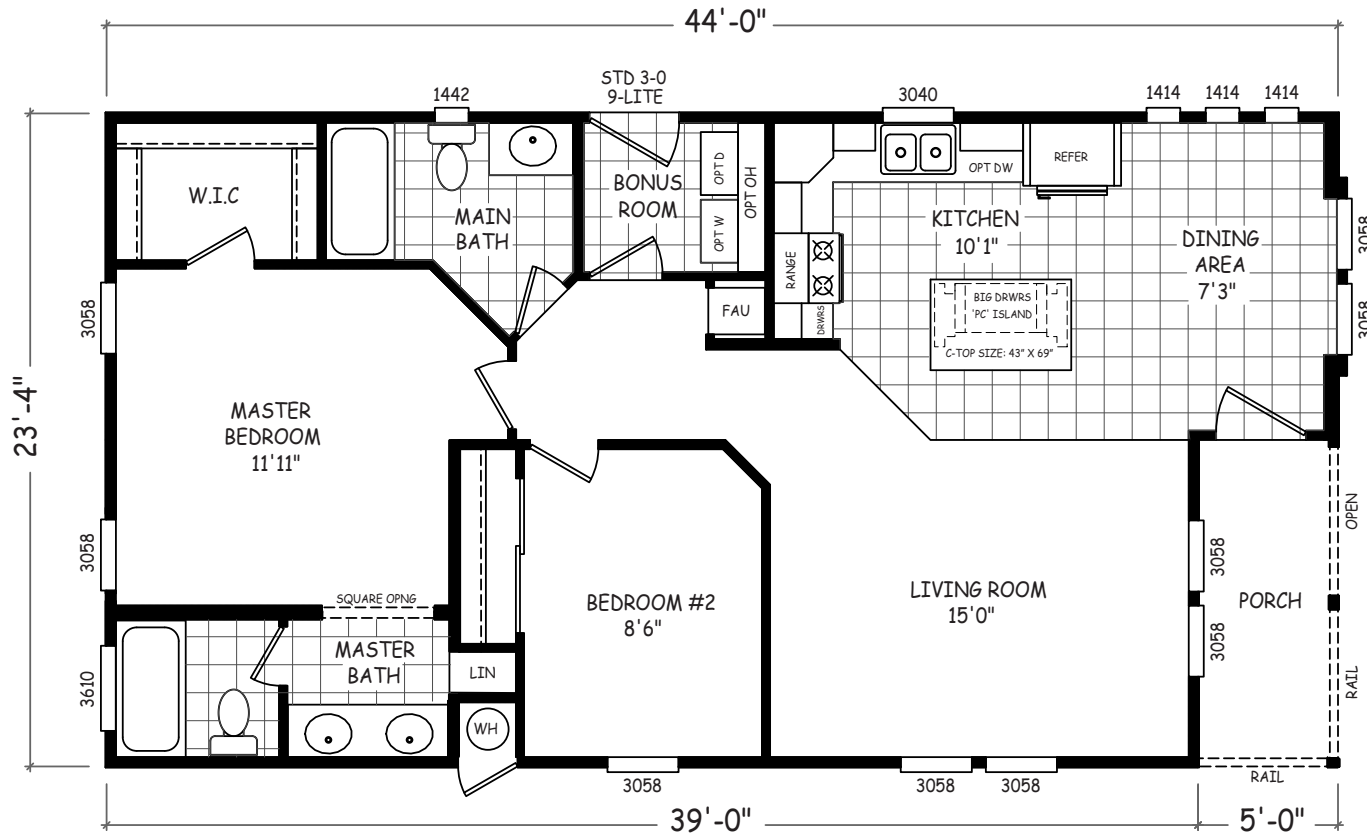 44'-0"
STD 3-0
9-LITE
1442
3040
1414
1414
1414
W.I.C
MAIN
BATH
BONUS
ROOM
OPT D
OPT W
OPT OH
OPT DW
REFER
KITCHEN
10'1"
DINING
AREA
7'3"
3058
3058
RANGE
DRWRS
FAU
BIG DRWRS
'PC' ISLAND
C-TOP SIZE: 43" X 69"
3058
23'-4"
MASTER
BEDROOM
11'11"
3058
SQUARE OPNG
MASTER
BATH
3610
LIN
WH
BEDROOM #2
8'6"
LIVING ROOM
15'0"
3058
3058
PORCH
OPEN
RAIL
RAIL
3058
3058
3058
39'-0"
5'-0"